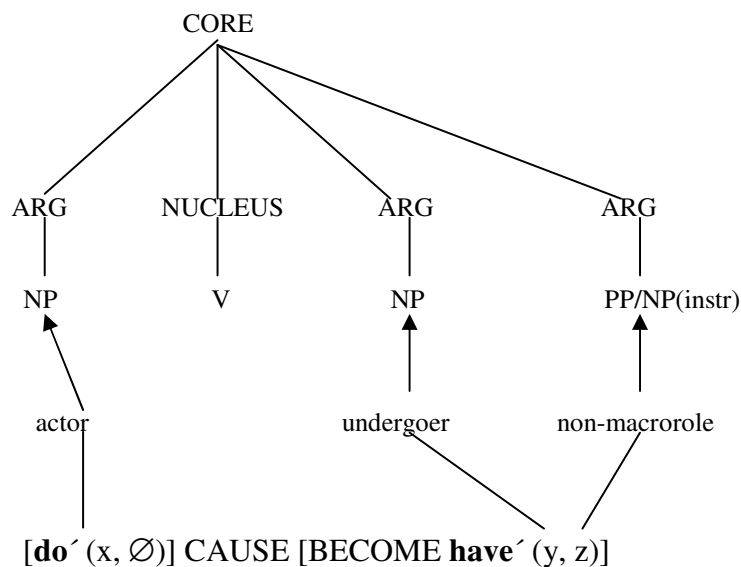 CORE
ARG NUCLEUS ARG ARG
NP V NP PP/NP(instr)
actor undergoer non-macrorole
[do´ (x, ∅)] CAUSE [BECOME have´ (y, z)]